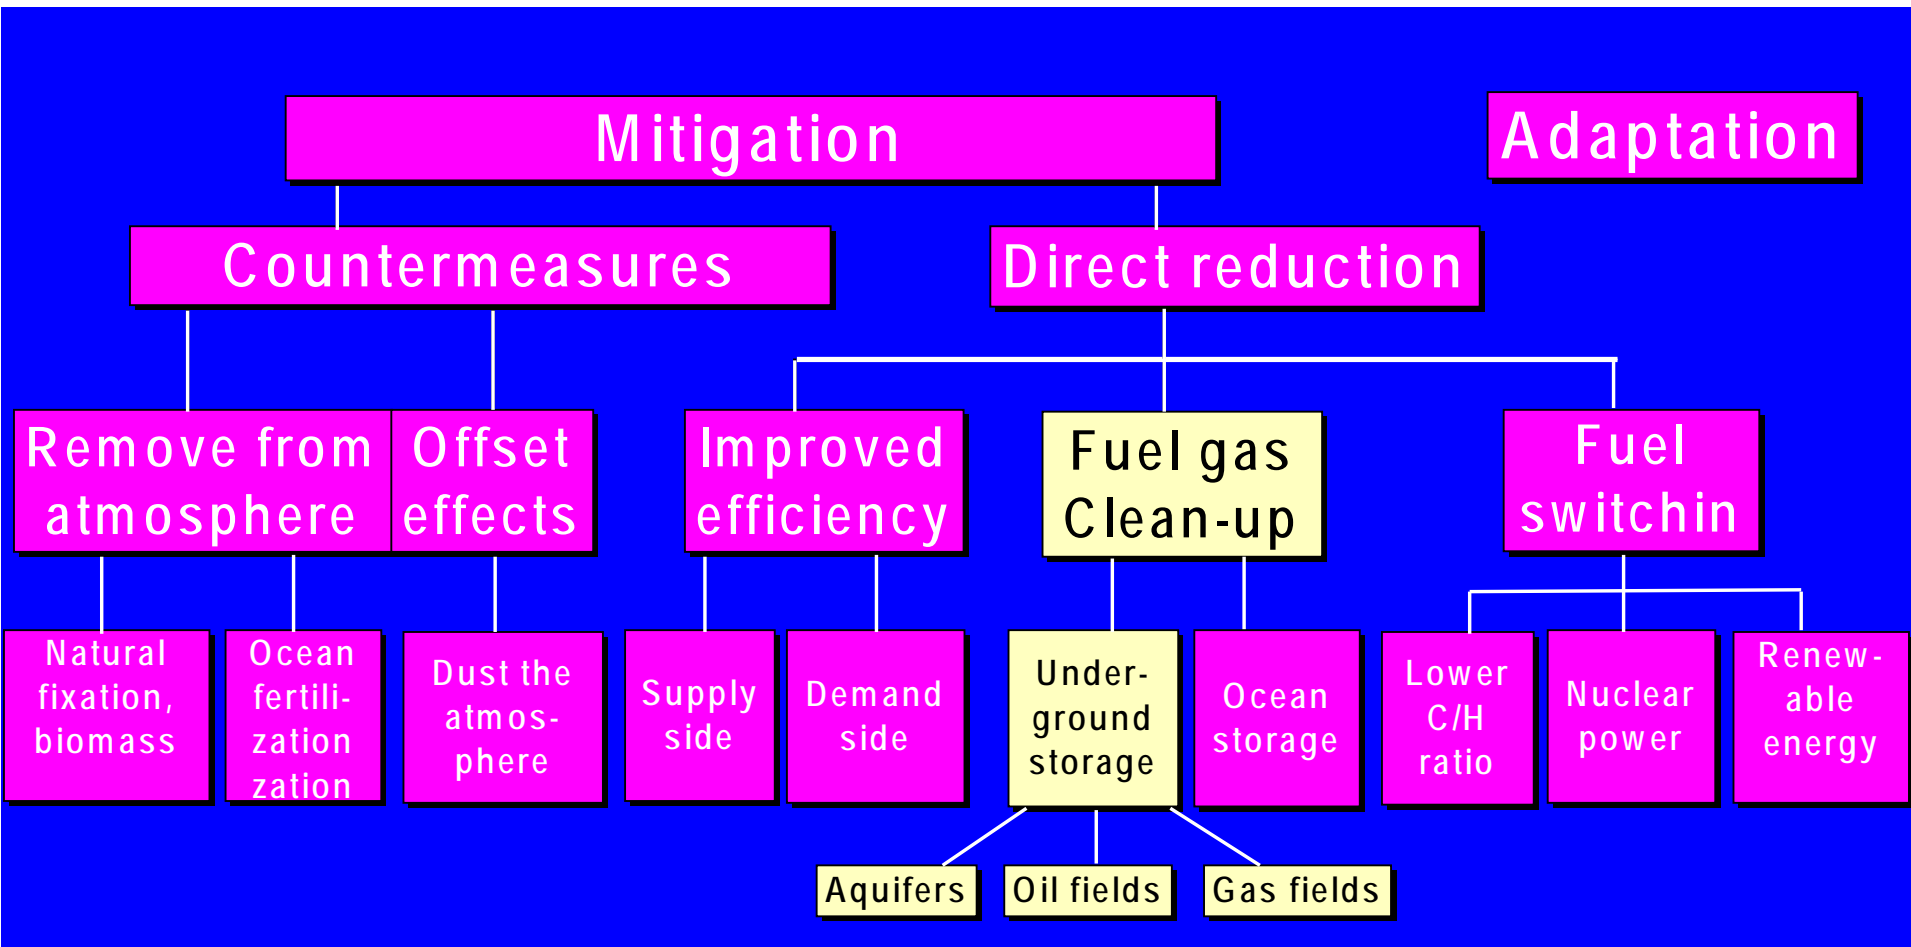 Mitigation
Adaptation
Countermeasures
Direct reduction
Remove from
atmosphere
Offset
effects
Improved
efficiency
Fuel gas
Clean-up
Fuel
switchin
Natural
fixation,
biomass
Ocean
fertili-
zation
zation
Dust the
atmos-
phere
Supply
side
Demand
side
Under-
ground
storage
Ocean
storage
Lower
C/H
ratio
Nuclear
power
Renew-
able
energy
Aquifers
Oil fields
Gas fields